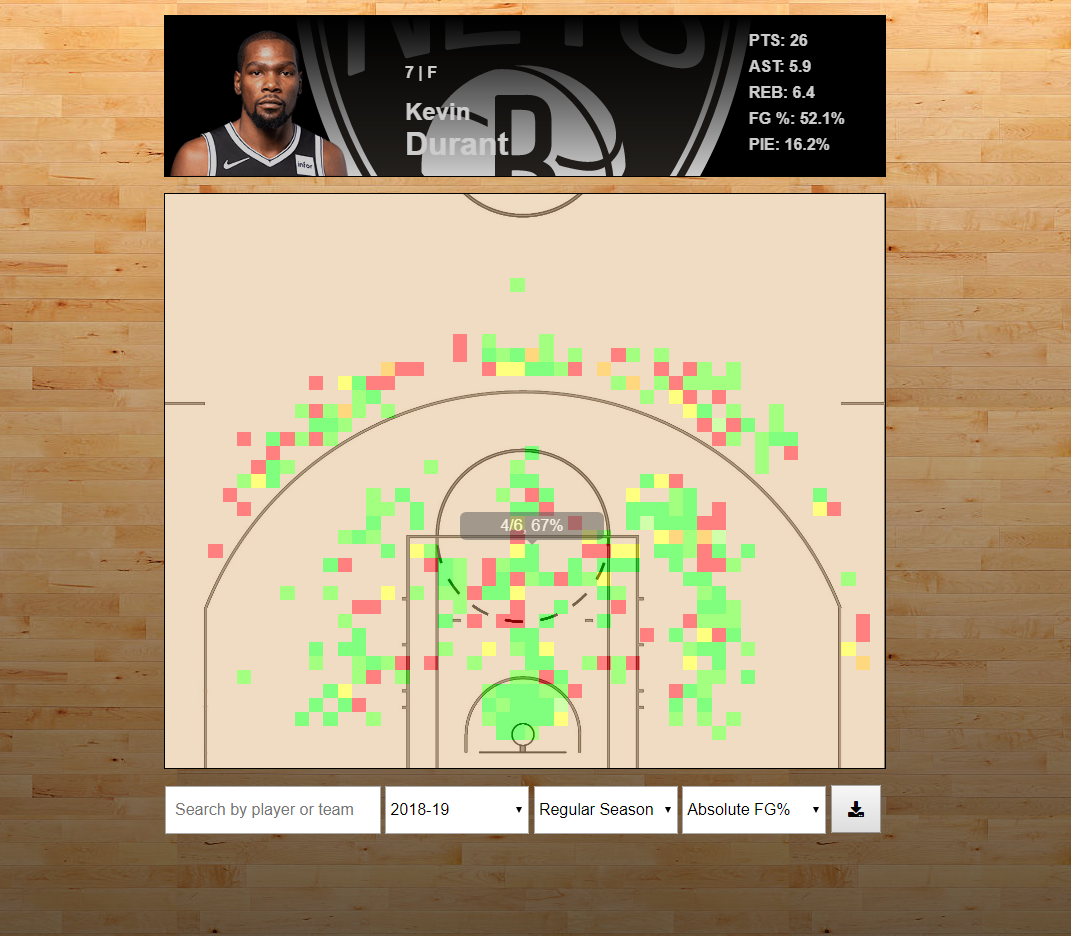 NETS
B
7 | F
Kevin
Durant
infor
PTS: 26
AST: 5.9
REB: 6.4
FG %: 52.1%
PIE: 16.2%
4/6 67%
Search by player or team
2018-19
Regular Season
Absolute FG%